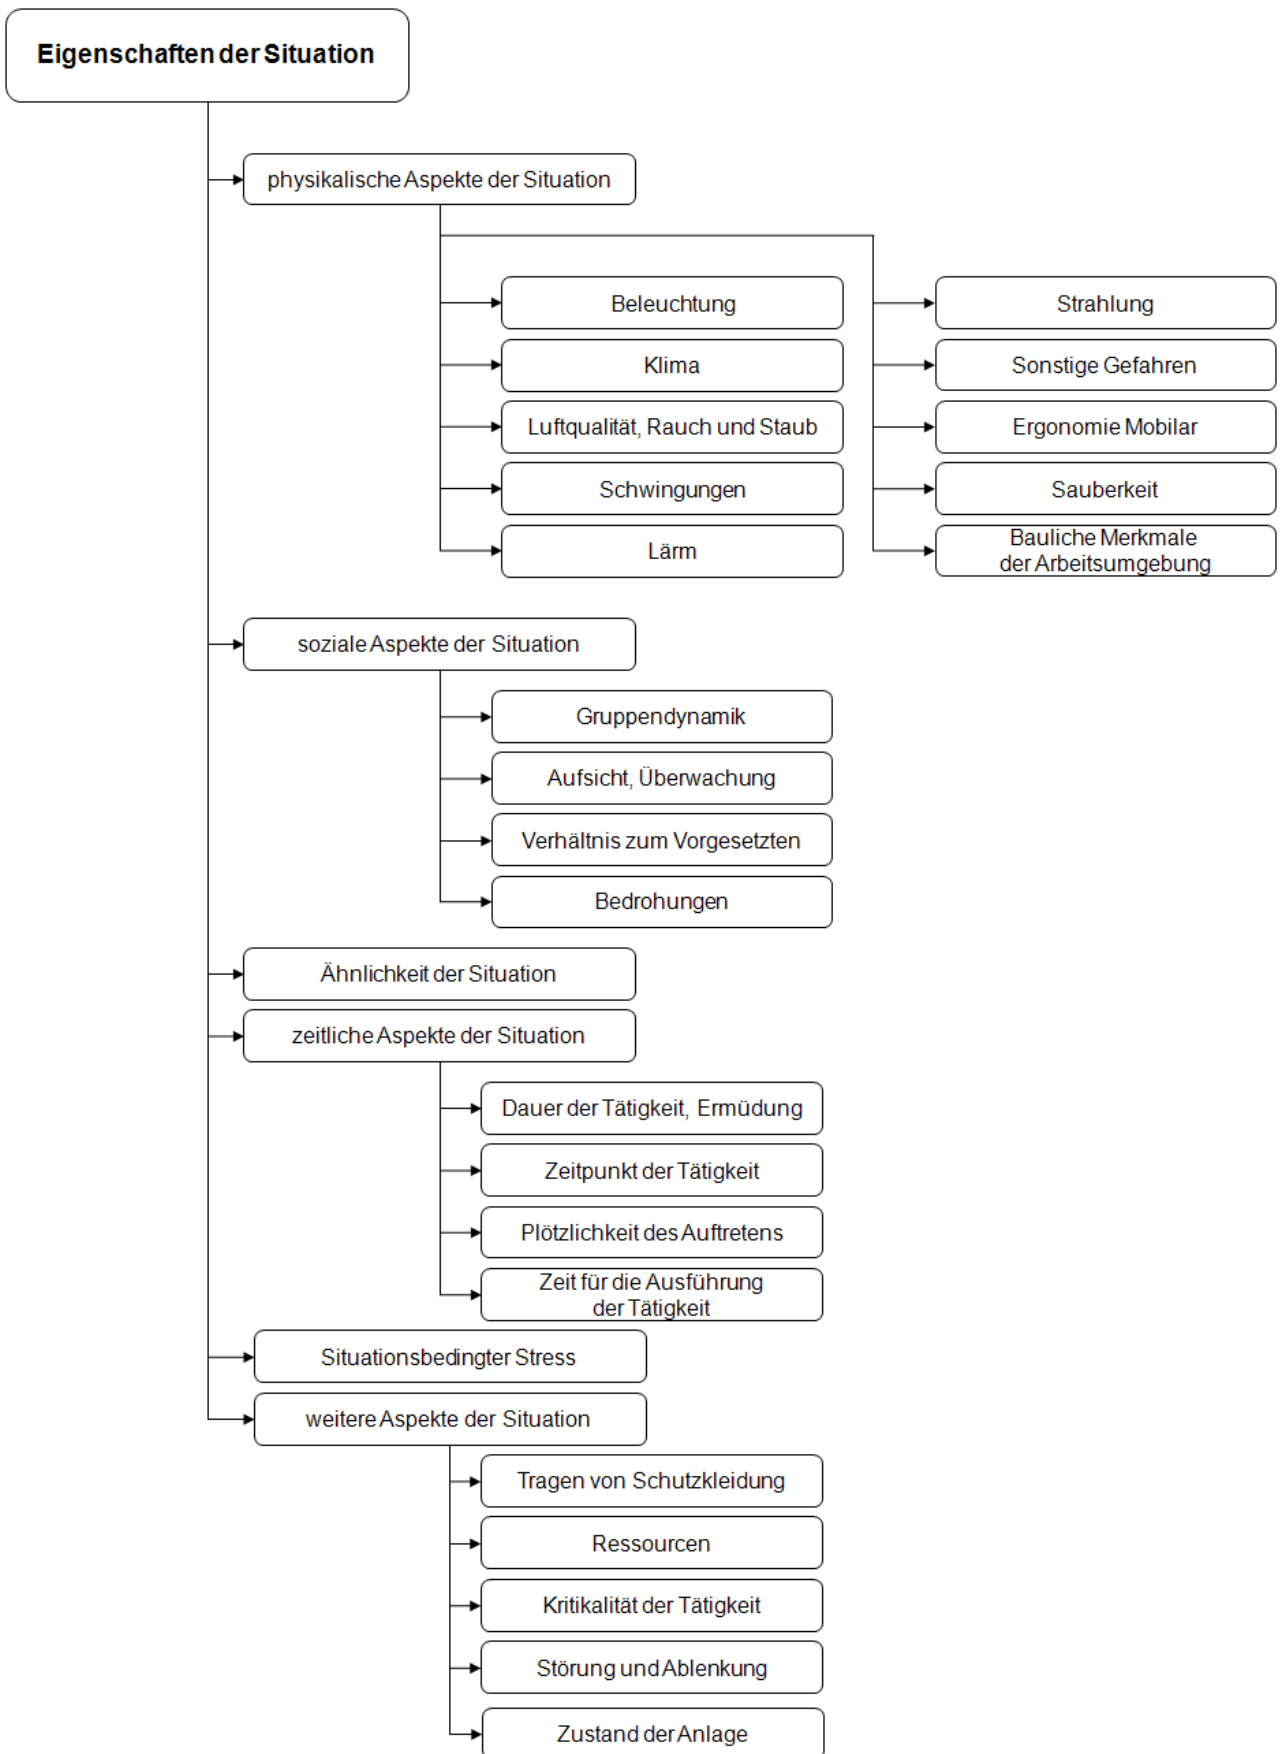 Eigenschaften der Situation
physikalische Aspekte der Situation
Beleuchtung
Klima
Luftqualität, Rauch und Staub
Schwingungen
Lärm
Strahlung
Sonstige Gefahren
Ergonomie Mobilar
Sauberkeit
Bauliche Merkmale
der Arbeitsumgebung
soziale Aspekte der Situation
Gruppendynamik
Aufsicht, Überwachung
Verhältnis zum Vorgesetzten
Bedrohungen
Ähnlichkeit der Situation
zeitliche Aspekte der Situation
Dauer der Tätigkeit, Ermüdung
Zeitpunkt der Tätigkeit
Plötzlichkeit des Auftretens
Zeit für die Ausführung
der Tätigkeit
Situationsbedingter Stress
weitere Aspekte der Situation
Tragen von Schutzkleidung
Ressourcen
Kritikalität der Tätigkeit
Störung und Ablenkung
Zustand der Anlage